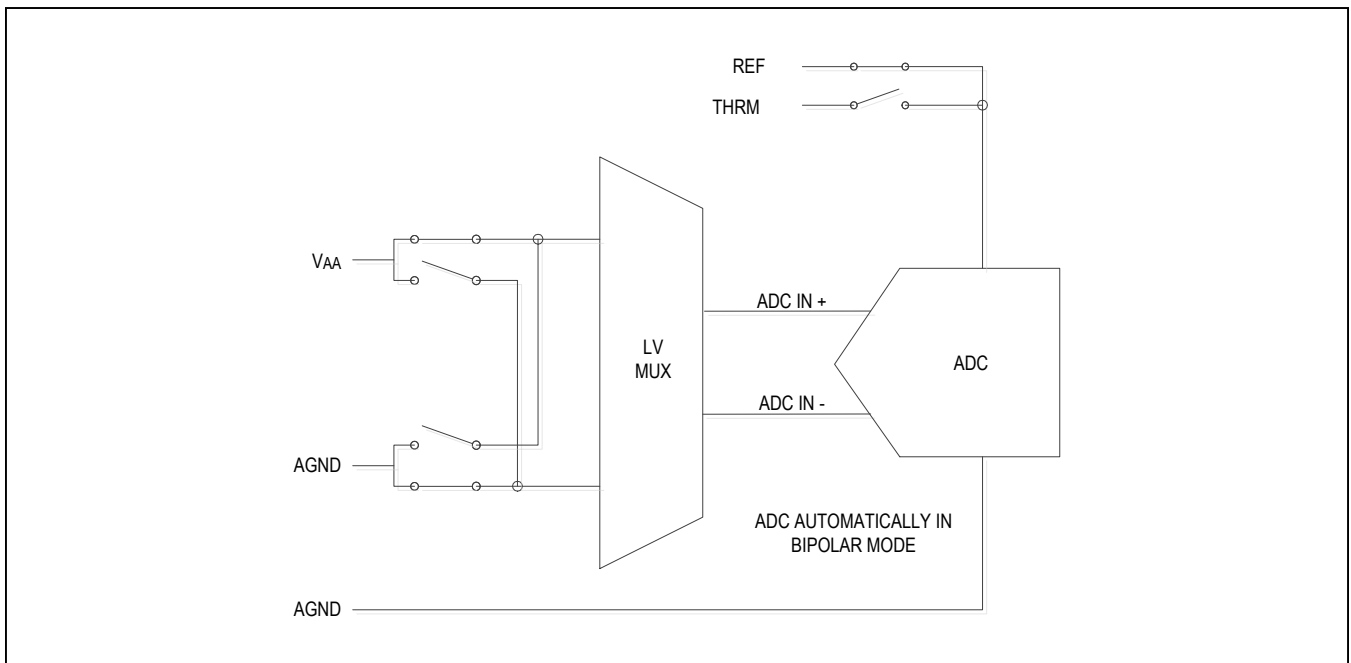 REF
THRM
VAA
ADC IN +
LV
MUX
ADC
ADC IN -
AGND
ADC AUTOMATICALLY IN
BIPOLAR MODE
AGND